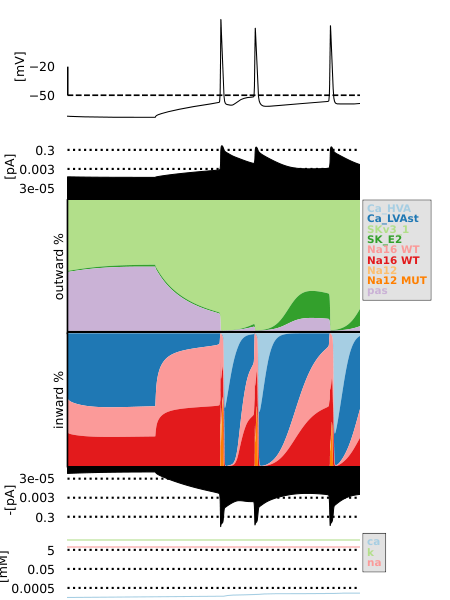 [mV]
−20
−50
[pA]
0.3
0.003
3e-05
outward %
Ca_HVA
Ca_LVAst
SKv3_1
SK_E2
Na16 WT
Na16 WT
Na12
Na12 MUT
pas
inward %
-[pA]
3e-05
0.003
0.3
[mM]
5
0.05
0.0005
ca
k
na